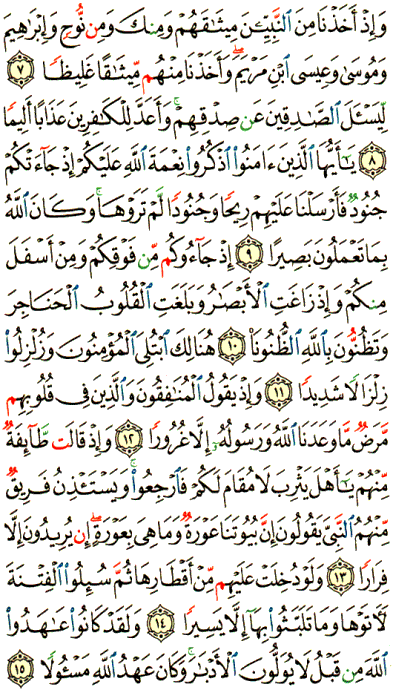 وَإِذْ أَخَذْنَا مِنَ النَّبِيِّـۧنَ مِيثَـٰقَهُمْ وَمِنكَ وَمِن نُّوحٍ وَإِبْرَٰهِيمَ
وَمُوسَىٰ وَعِيسَى ٱبْنِ مَرْيَمَ ۖ وَأَخَذْنَا مِنْهُم مِّيثَـٰقًا غَلِيظًا ٧
لِّيَسْـَٔلَ ٱلصَّـٰدِقِينَ عَن صِدْقِهِمْ ۚ وَأَعَدَّ لِلْكَـٰفِرِينَ عَذَابًا أَلِيمًا
٨ يَـٰٓأَيُّهَا ٱلَّذِينَ ءَامَنُوا۟ ٱذْكُرُوا۟ نِعْمَةَ ٱللَّهِ عَلَيْكُمْ إِذْ جَآءَتْكُمْ
جُنُودٌ فَأَرْسَلْنَا عَلَيْهِمْ رِيحًا وَجُنُودًا لَّمْ تَرَوْهَا ۚ وَكَانَ ٱللَّهُ
بِمَا تَعْمَلُونَ بَصِيرًا ٩ إِذْ جَآءُوكُم مِّن فَوْقِكُمْ وَمِنْ أَسْفَلَ
مِنكُمْ وَإِذْ زَاغَتِ ٱلْأَبْصَـٰرُ وَبَلَغَتِ ٱلْقُلُوبُ ٱلْحَنَاجِرَ
وَتَظُنُّونَ بِٱللَّهِ ٱلظُّنُونَا۠ ١٠ هُنَالِكَ ٱبْتُلِىَ ٱلْمُؤْمِنُونَ وَزُلْزِلُوا۟
زِلْزَالًا شَدِيدًا ١١ وَإِذْ يَقُولُ ٱلْمُنَـٰفِقُونَ وَٱلَّذِينَ فِى قُلُوبِهِم
مَّرَضٌ مَّا وَعَدَنَا ٱللَّهُ وَرَسُولُهُۥٓ إِلَّا غُرُورًا ١٢ وَإِذْ قَالَت طَّآئِفَةٌ
مِّنْهُمْ يَـٰٓأَهْلَ يَثْرِبَ لَا مُقَامَ لَكُمْ فَٱرْجِعُوا۟ ۚ وَيَسْتَـْٔذِنُ فَرِيقٌ
مِّنْهُمُ ٱلنَّبِىَّ يَقُولُونَ إِنَّ بُيُوتَنَا عَوْرَةٌ وَمَا هِىَ بِعَوْرَةٍ ۖ إِن يُرِيدُونَ إِلَّا
فِرَارًا ١٣ وَلَوْ دُخِلَتْ عَلَيْهِم مِّنْ أَقْطَارِهَا ثُمَّ سُئِلُوا۟ ٱلْفِتْنَةَ
لَـَٔاتَوْهَا وَمَا تَلَبَّثُوا۟ بِهَآ إِلَّا يَسِيرًا ١٤ وَلَقَدْ كَانُوا۟ عَـٰهَدُوا۟
ٱللَّهَ مِن قَبْلُ لَا يُوَلُّونَ ٱلْأَدْبَـٰرَ ۚ وَكَانَ عَهْدُ ٱللَّهِ مَسْـُٔولًا ١٥